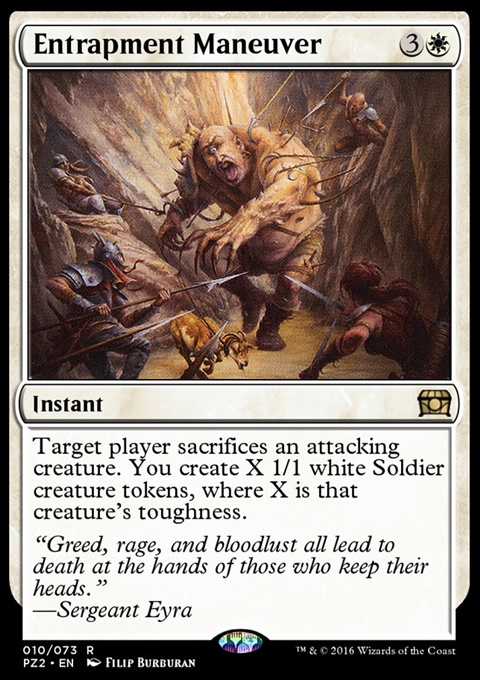 Entrapment Maneuver 3
Instant
Target player sacrifices an attacking
creature. You create X 1/1 white Soldier
creature tokens, where X is that
creature's toughness.
“Greed, rage, and bloodlust all lead to
death at the hands of those who keep their
heads.”
—Sergeant Eyra
010/073 R
PZ2 • EN Filip Burburan
™ & © 2016 Wizards of the Coast